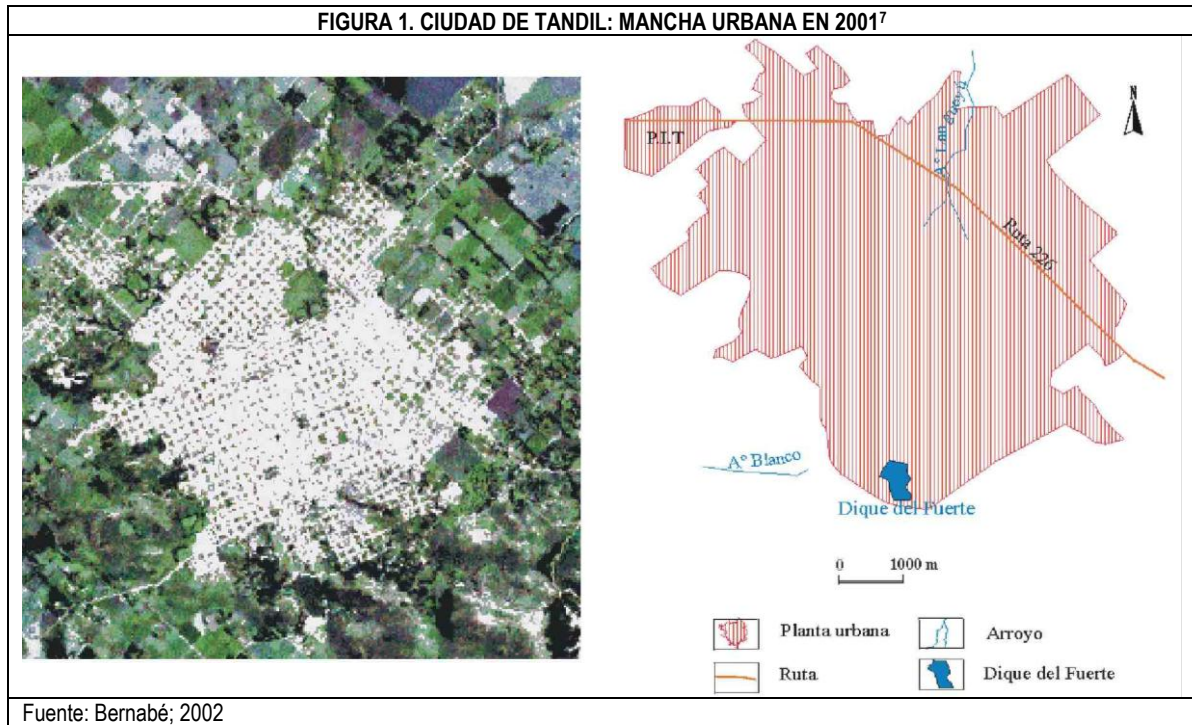 FIGURA 1. CIUDAD DE TANDIL: MANCHA URBANA EN 2001⁷
N
P.I.T
Ruta 226
Aº Blanco
Dique del Fuerte
0 1000 m
Planta urbana
Arroyo
Ruta
Dique del Fuerte
Fuente: Bernabé; 2002